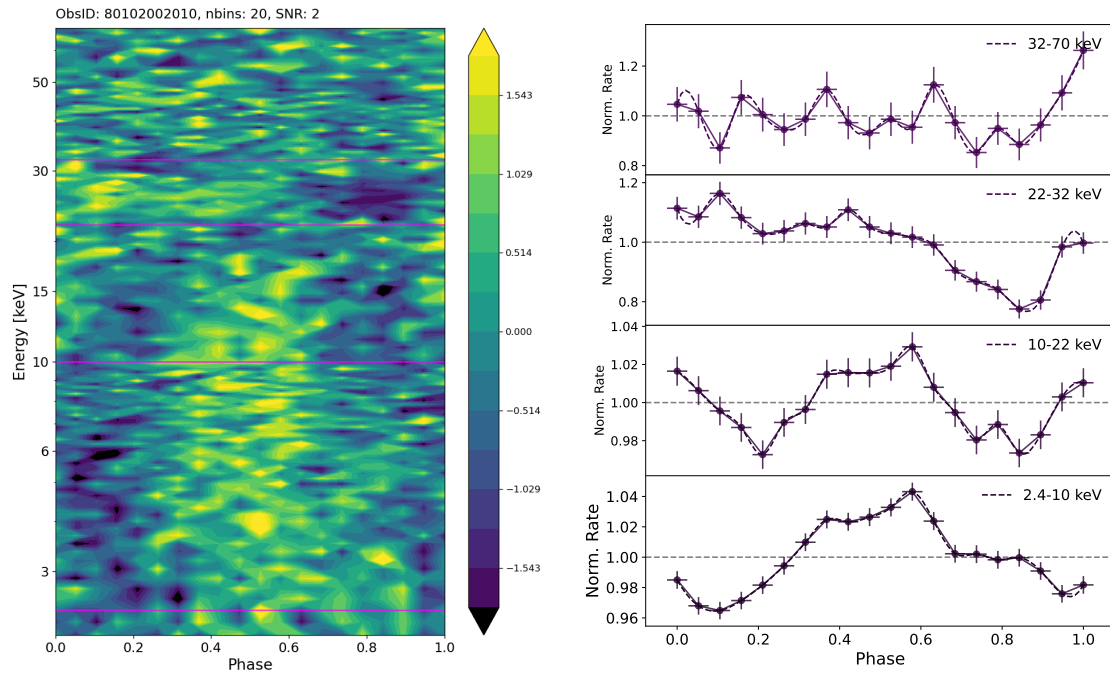 ObsID: 80102002010, nbins: 20, SNR: 2
Energy [keV]
50
30
15
10
6
3
0.0 0.2 0.4 0.6 0.8 1.0
Phase
1.543
1.029
0.514
0.000
−0.514
−1.029
−1.543
32-70 keV
Norm. Rate
1.2
1.0
0.8
22-32 keV
Norm. Rate
1.2
1.0
0.8
10-22 keV
Norm. Rate
1.04
1.02
1.00
0.98
2.4-10 keV
Norm. Rate
1.04
1.02
1.00
0.98
0.96
0.0 0.2 0.4 0.6 0.8 1.0
Phase